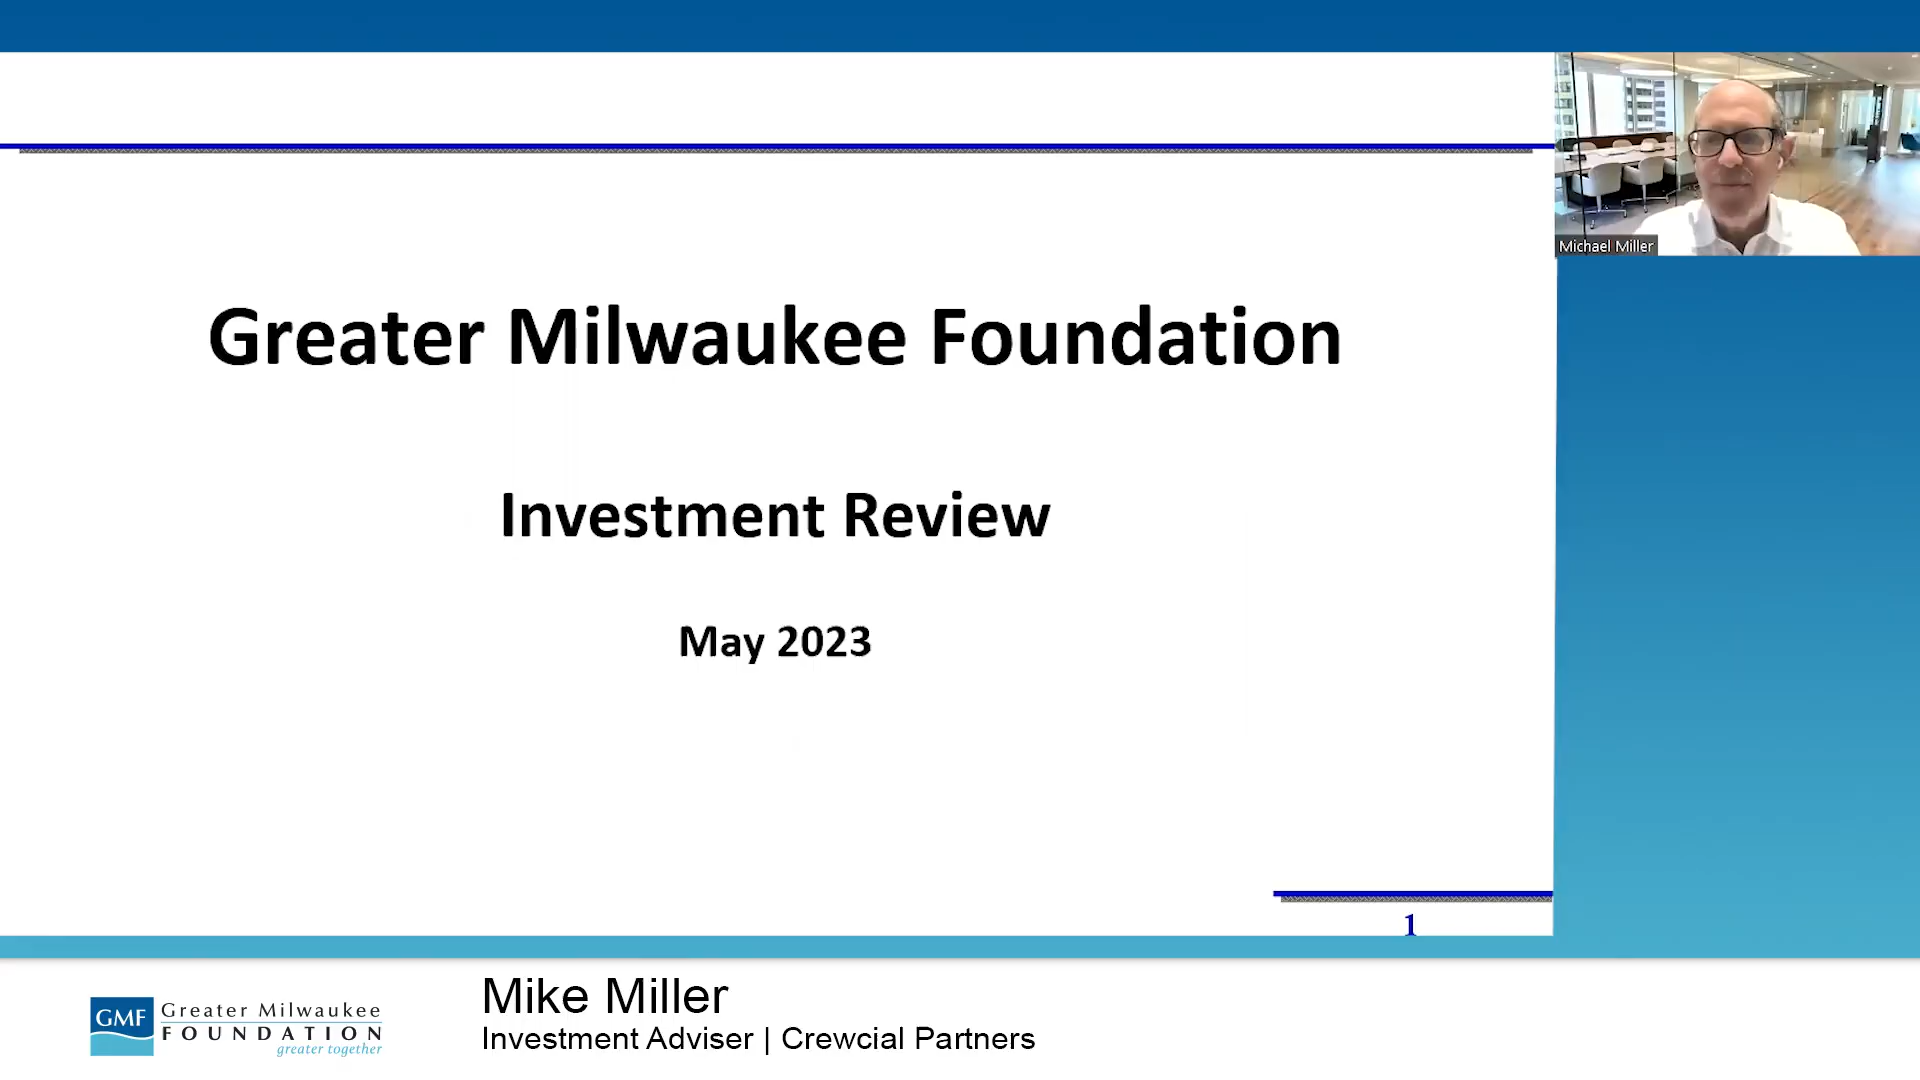 Michael Miller
Greater Milwaukee Foundation
Investment Review
May 2023
1
GMF
Greater Milwaukee
FOUNDATION
greater together
Mike Miller
Investment Adviser | Crewcial Partners